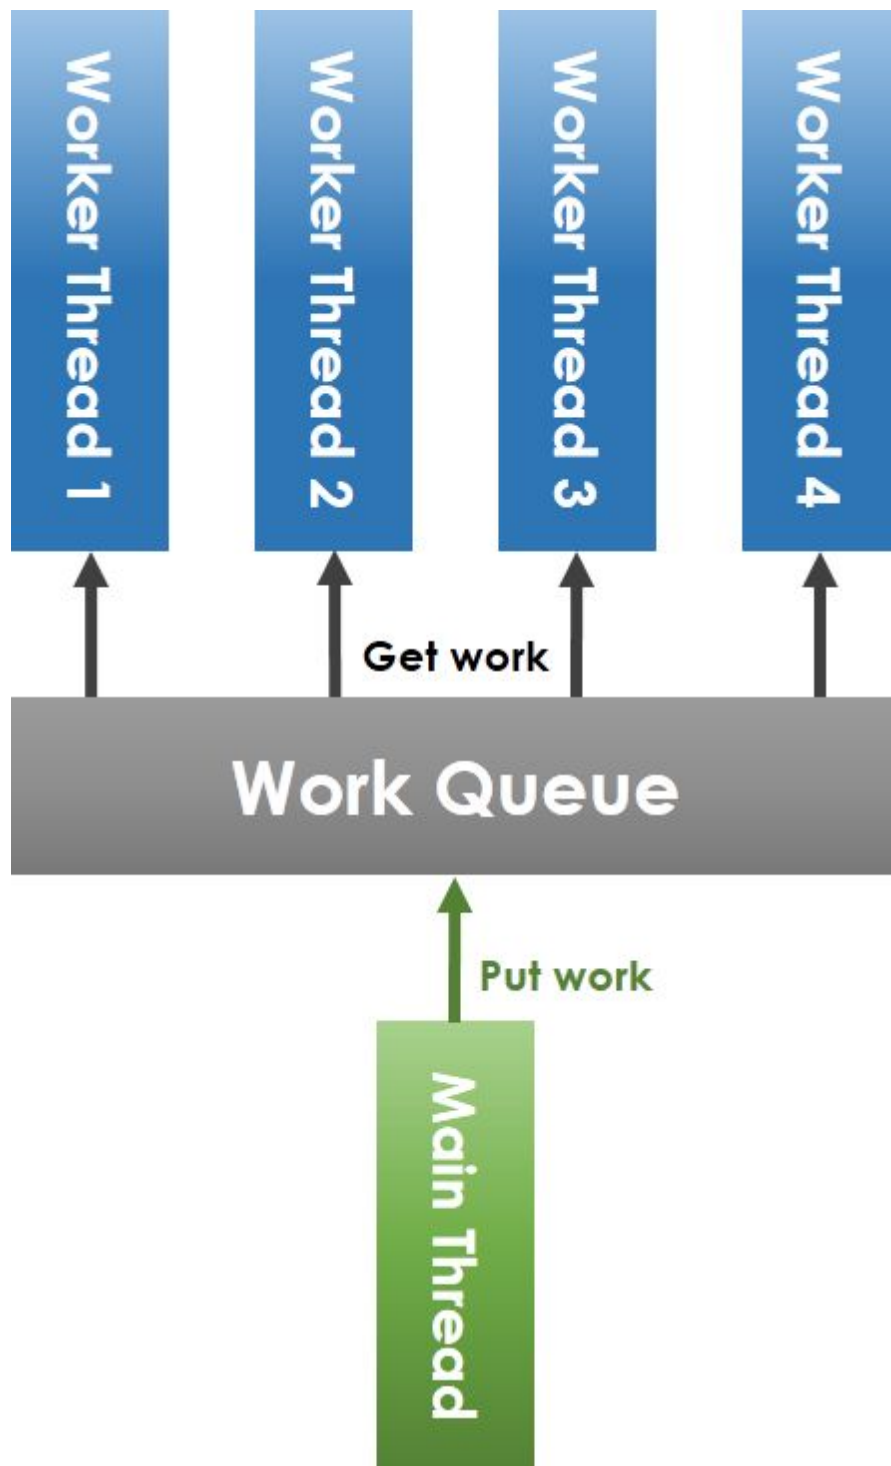 Worker Thread 1
Worker Thread 2
Worker Thread 3
Worker Thread 4
Get work
Work Queue
Put work
Main Thread